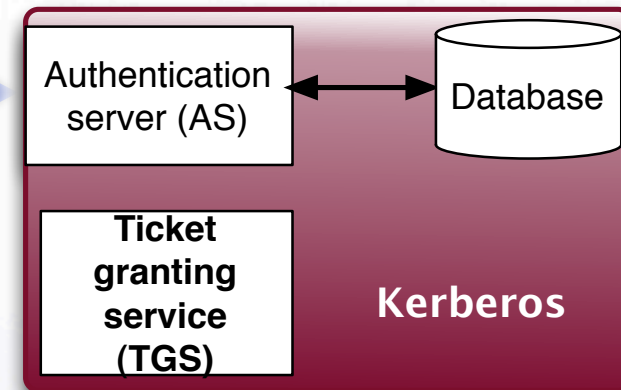 Authentication
server (AS)
Database
Ticket
granting
service
(TGS)
Kerberos